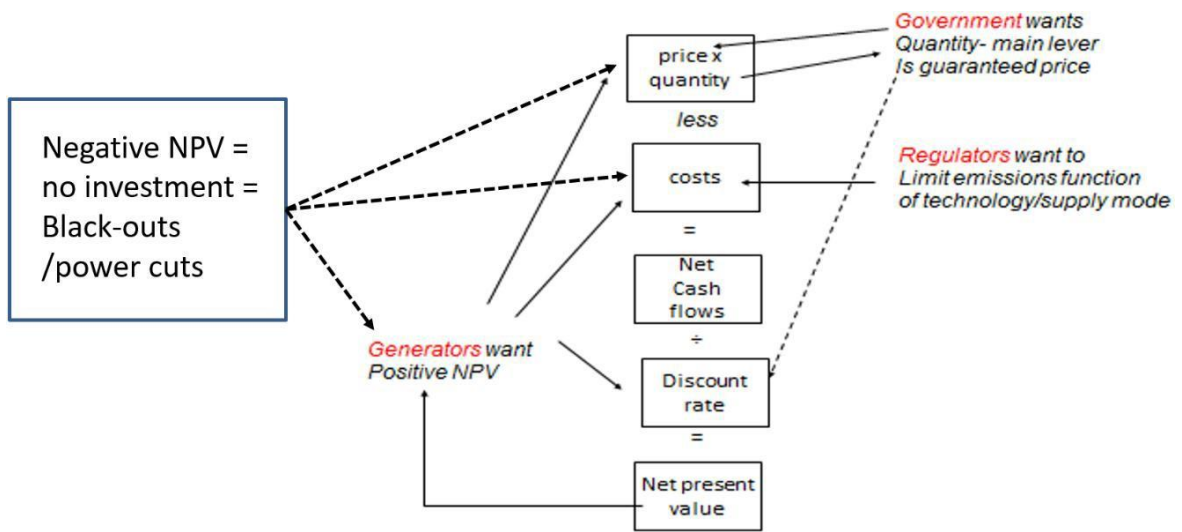 Negative NPV =
no investment =
Black-outs
/power cuts
price x
quantity
less
costs
=
Net
Cash
flows
÷
Discount
rate
=
Net present
value
Generators want
Positive NPV
Government wants
Quantity- main lever
Is guaranteed price
Regulators want to
Limit emissions function
of technology/supply mode